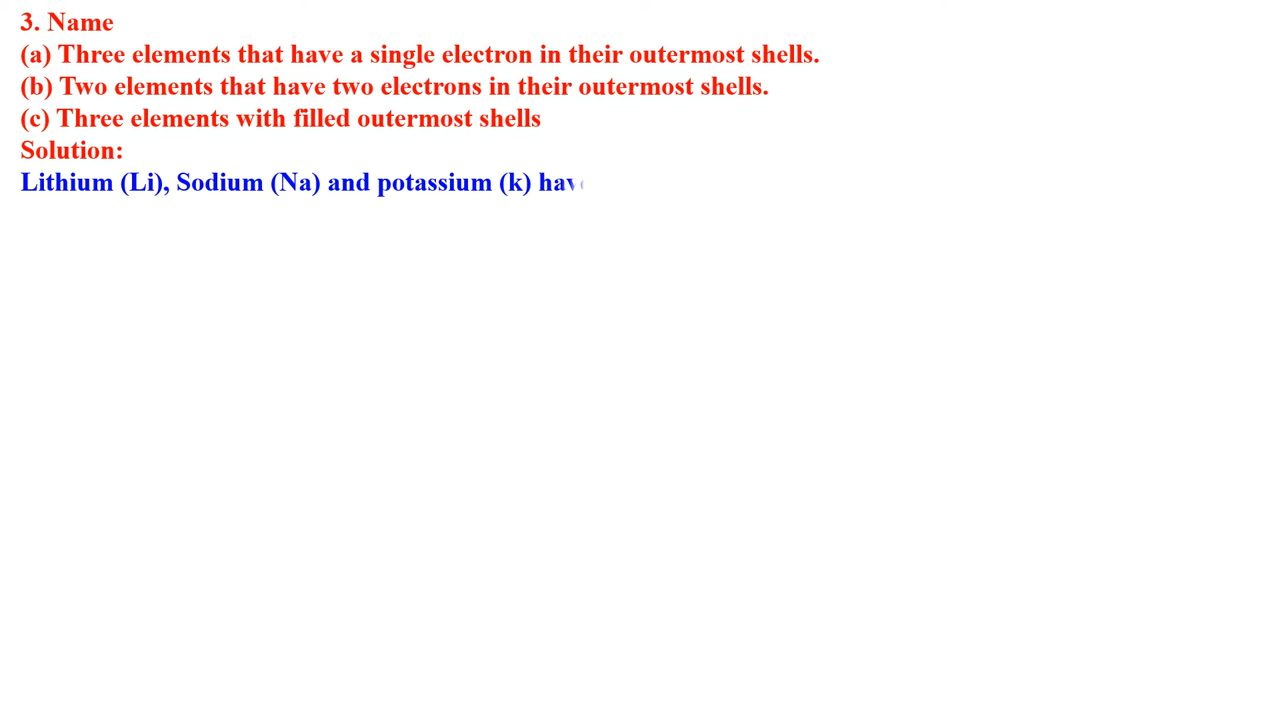 3. Name
(a) Three elements that have a single electron in their outermost shells.
(b) Two elements that have two electrons in their outermost shells.
(c) Three elements with filled outermost shells
Solution:
Lithium (Li), Sodium (Na) and potassium (k) have